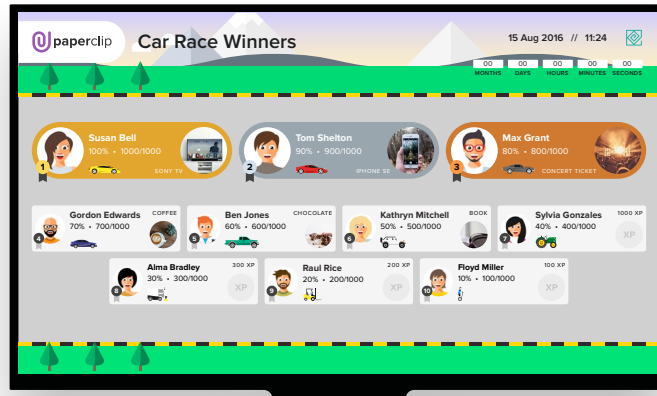 paperclip
Car Race Winners
15 Aug 2016 // 11:24
00 00 00 00 00
MONTHS DAYS HOURS MINUTES SECONDS
Susan Bell
100% • 1000/1000
SONY TV
1
Tom Shelton
90% • 900/1000
IPHONE SE
2
Max Grant
80% • 800/1000
CONCERT TICKET
3
Gordon Edwards
COFFEE
70% • 700/1000
4
Ben Jones
CHOCOLATE
60% • 600/1000
5
Kathryn Mitchell
BOOK
50% • 500/1000
6
Sylvia Gonzales
1000 XP
40% • 400/1000
XP
7
Alma Bradley
300 XP
30% • 300/1000
XP
8
Raul Rice
200 XP
20% • 200/1000
XP
9
Floyd Miller
100 XP
10% • 100/1000
XP
10